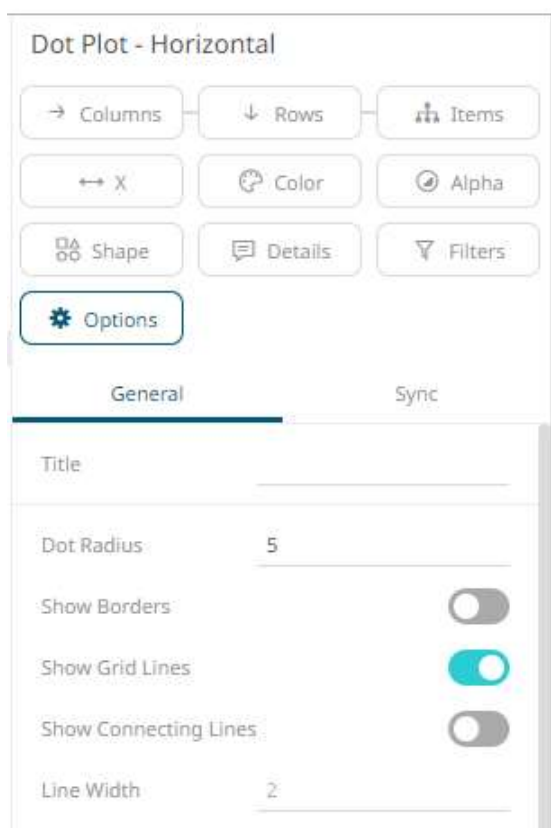 Dot Plot - Horizontal
Columns Rows Items
X Color Alpha
Shape Details Filters
Options
General Sync
Title
Dot Radius 5
Show Borders
Show Grid Lines
Show Connecting Lines
Line Width 2